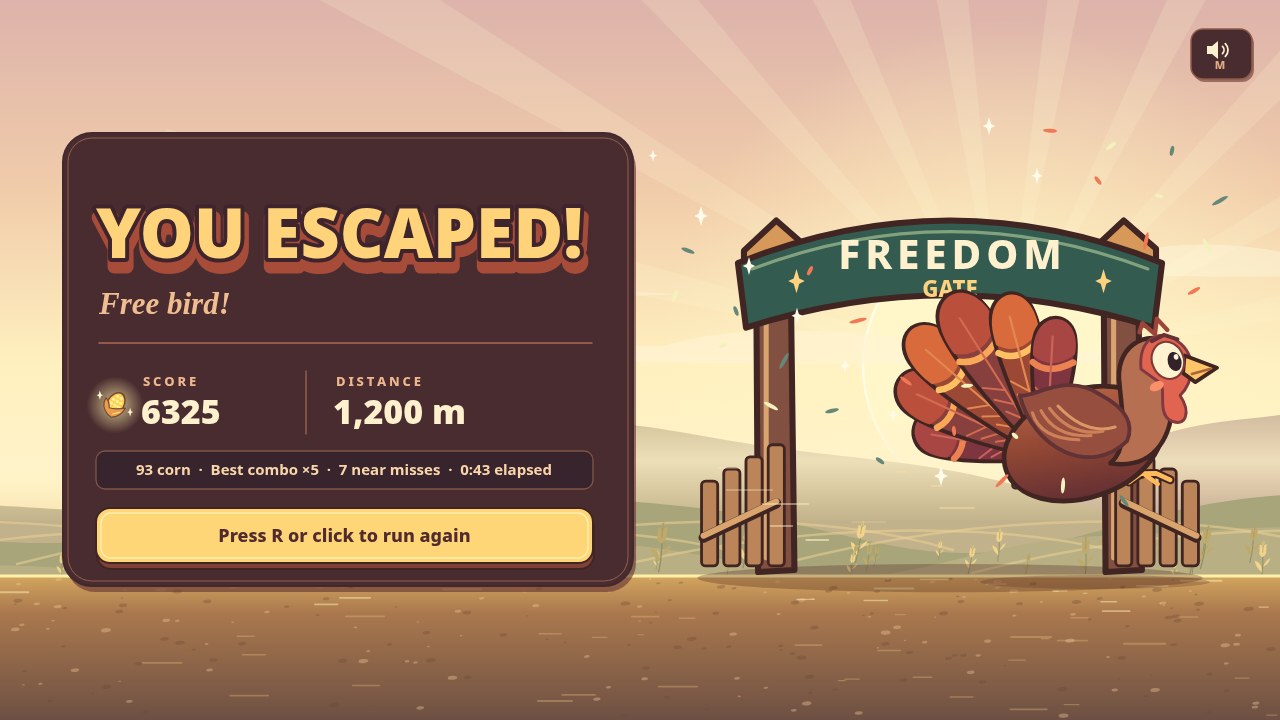 M
YOU ESCAPED!
Free bird!
SCORE
DISTANCE
6325
1,200 m
93 corn · Best combo ×5 · 7 near misses · 0:43 elapsed
Press R or click to run again
FREEDOM
GATE